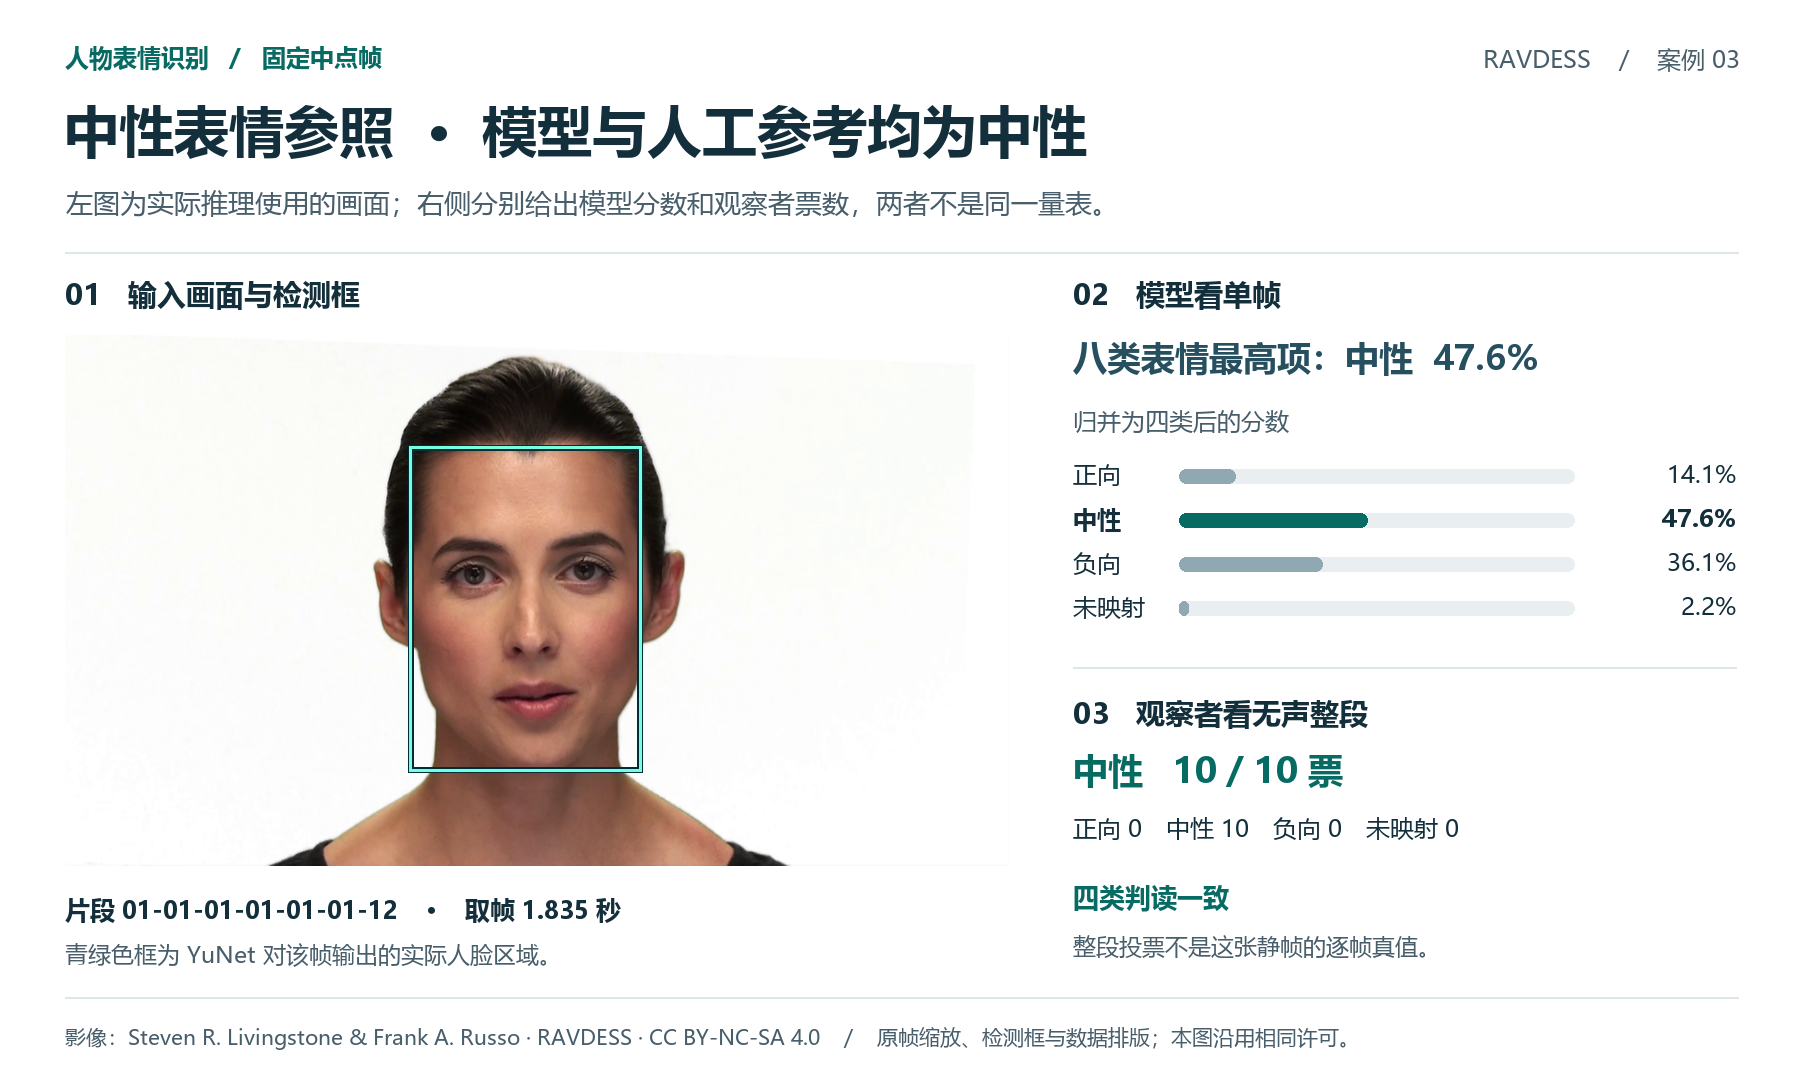 人物表情识别 / 固定中点帧
RAVDESS / 案例 03
中性表情参照 • 模型与人工参考均为中性
左图为实际推理使用的画面；右侧分别给出模型分数和观察者票数，两者不是同一量表。
01 输入画面与检测框
片段 01-01-01-01-01-01-12 • 取帧 1.835 秒
青绿色框为 YuNet 对该帧输出的实际人脸区域。
02 模型看单帧
八类表情最高项：中性 47.6%
归并为四类后的分数
正向 14.1%
中性 47.6%
负向 36.1%
未映射 2.2%
03 观察者看无声整段
中性 10 / 10 票
正向 0 中性 10 负向 0 未映射 0
四类判读一致
整段投票不是这张静帧的逐帧真值。
影像：Steven R. Livingstone & Frank A. Russo · RAVDESS · CC BY-NC-SA 4.0 / 原帧缩放、检测框与数据排版；本图沿用相同许可。